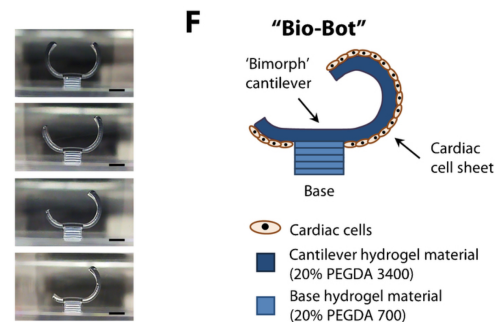 F
“Bio-Bot”
‘Bimorph’
cantilever
Cardiac
cell sheet
Base
Cardiac cells
Cantilever hydrogel material
(20% PEGDA 3400)
Base hydrogel material
(20% PEGDA 700)